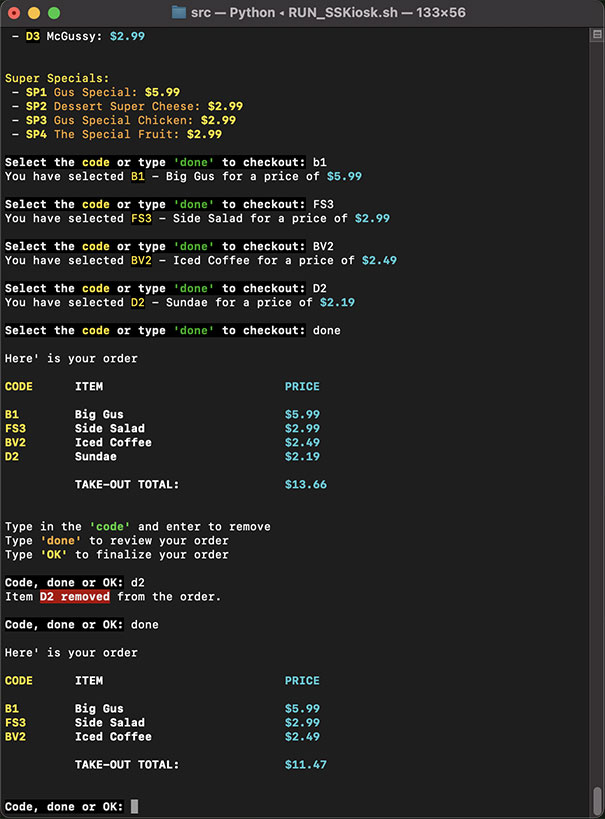 src — Python ◂ RUN_SSKiosk.sh — 133×56
- D3 McGussy: $2.99
Super Specials:
- SP1 Gus Special: $5.99
- SP2 Dessert Super Cheese: $2.99
- SP3 Gus Special Chicken: $2.99
- SP4 The Special Fruit: $2.99
Select the code or type 'done' to checkout: b1
You have selected B1 - Big Gus for a price of $5.99
Select the code or type 'done' to checkout: FS3
You have selected FS3 - Side Salad for a price of $2.99
Select the code or type 'done' to checkout: BV2
You have selected BV2 - Iced Coffee for a price of $2.49
Select the code or type 'done' to checkout: D2
You have selected D2 - Sundae for a price of $2.19
Select the code or type 'done' to checkout: done
Here' is your order
CODE ITEM PRICE
B1 Big Gus $5.99
FS3 Side Salad $2.99
BV2 Iced Coffee $2.49
D2 Sundae $2.19
TAKE-OUT TOTAL: $13.66
Type in the 'code' and enter to remove
Type 'done' to review your order
Type 'OK' to finalize your order
Code, done or OK: d2
Item D2 removed from the order.
Code, done or OK: done
Here' is your order
CODE ITEM PRICE
B1 Big Gus $5.99
FS3 Side Salad $2.99
BV2 Iced Coffee $2.49
TAKE-OUT TOTAL: $11.47
Code, done or OK: